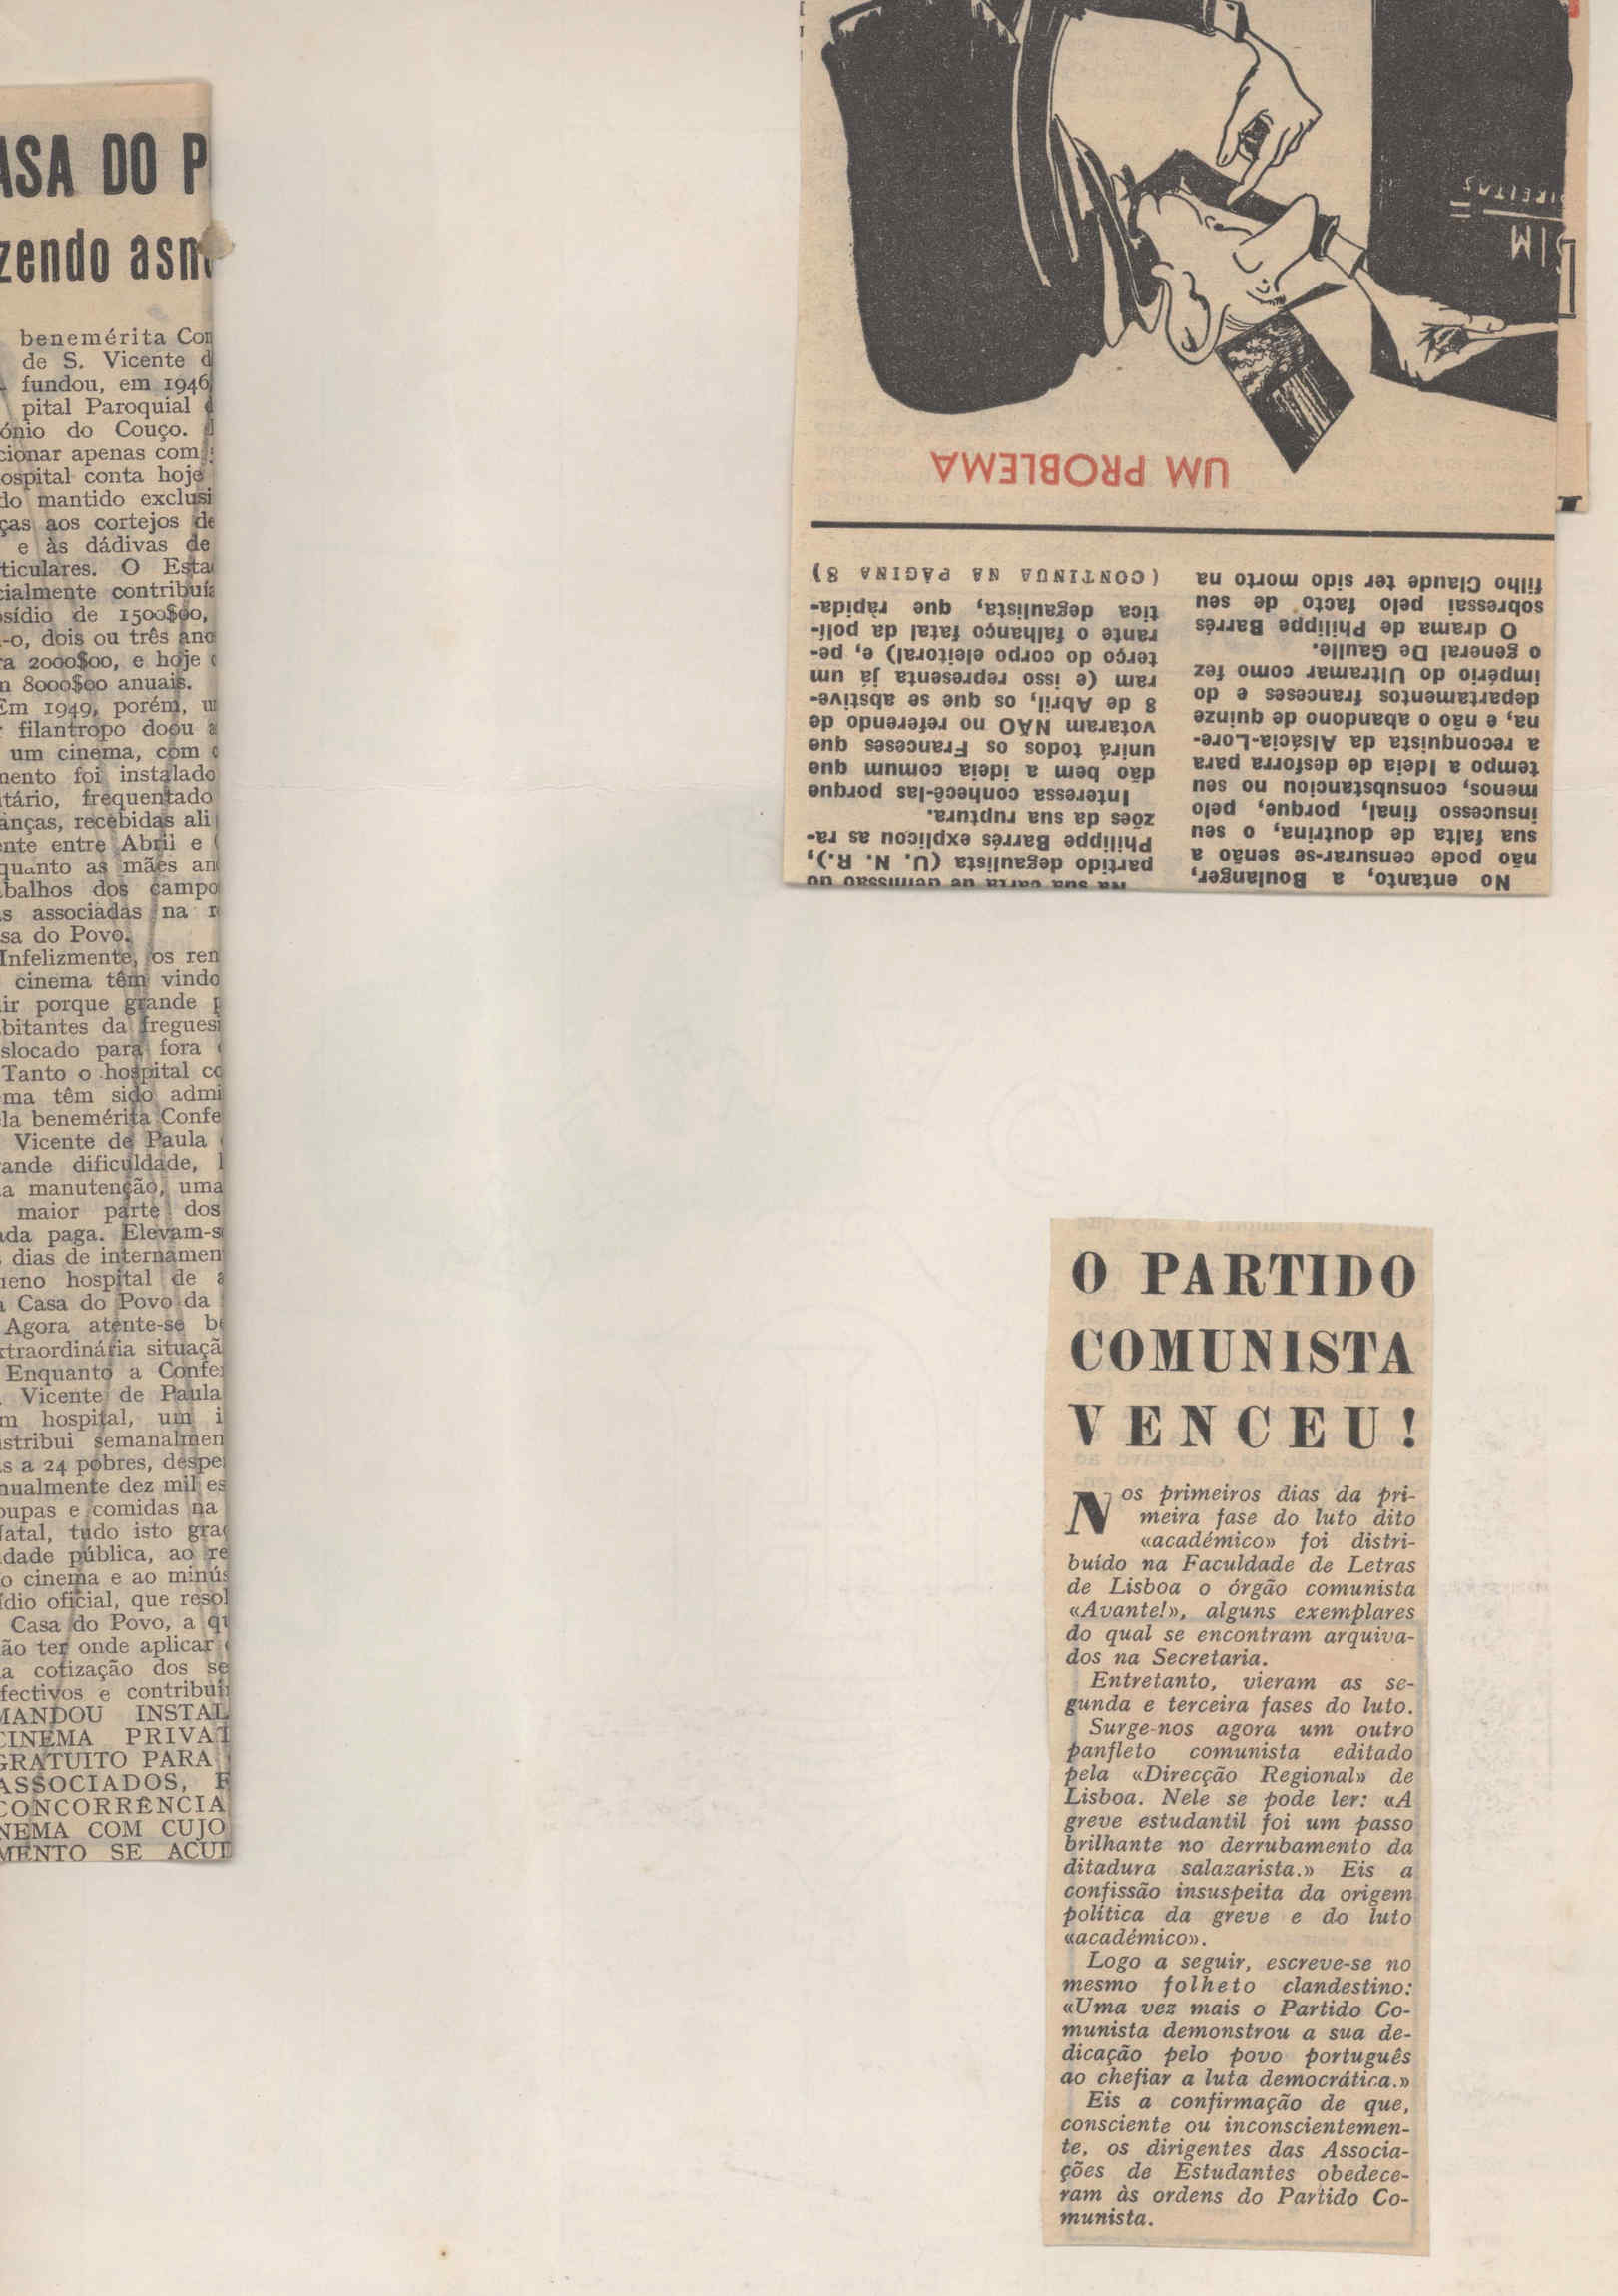 ASA DO P
zendo asn
benemérita Con
de S. Vicente d
fundou, em 1946
pital Paroquial d
ónio do Couço.
cionar apenas com
ospital conta hoje
do mantido exclusi
ças aos cortejos de
e às dádivas de
ticulares. O Esta
cialmente contribuía
sídio de 1500$00,
-o, dois ou três ano
ra 2000$00, e hoje
m 8000$00 anuais.
Em 1949, porém, u
filantropo doou a
um cinema, com
mento foi instalado
tário, frequentado
anças, recebidas ali
ente entre Abril e
quanto as mães an
balhos dos campo
s associadas na r
sa do Povo.
Infelizmente, os ren
cinema têm vindo
ir porque grande p
bitantes da freguesi
slocado para fora
Tanto o hospital co
ma têm sido admi
la benemérita Confe
Vicente de Paula
ande dificuldade, l
a manutenção, uma
maior parte dos
ada paga. Elevam-s
dias de internamen
ueno hospital de a
a Casa do Povo da
Agora atente-se be
xtraordinária situaçã
Enquanto a Confe
Vicente de Paula
m hospital, um i
istribui semanalmen
s a 24 pobres, despe
nualmente dez mil es
oupas e comidas na
Natal, tudo isto gra
dade pública, ao re
o cinema e ao minús
ídio oficial, que resol
Casa do Povo, a qu
ão ter onde aplicar
a cotização dos se
fectivos e contribui
MANDOU INSTAL
CINEMA PRIVAT
GRATUITO PARA
ASSOCIADOS, F
CONCORRÊNCIA
NEMA COM CUJO
MENTO SE ACUD
No entanto, a Boulanger,
não pode censurar-se senão a
sua falta de doutrina, o seu
insucesso final, porque, pelo
menos, consubstanciou no seu
tempo a Ideia de desforra para
a reconquista da Alsácia-Lore-
na, e não o abandono de quinze
departamentos franceses e do
império do Ultramar como fez
o general De Gaulle.
O drama de Philippe Barrés
sobressai pelo facto de seu
filho Claude ter sido morto na
Na sua carta de demissão do
partido degaulista (U. N. R.),
Philippe Barrés explicou as ra-
zões da sua ruptura.
Interessa conhecê-las porque
dão bem a ideia comum que
unirá todos os Franceses que
votaram NÃO no referendo de
8 de Abril, os que se abstive-
ram (e isso representa já um
terço do corpo eleitoral) e, pe-
rante o falhanço fatal da polí-
tica degaulista, que ràpida-
(CONTINUA NA PÁGINA 8)
UM PROBLEMA
SIM
=
DIREITAS
O PARTIDO
COMUNISTA
VENCEU!
Nos primeiros dias da pri-
meira fase do luto dito
«académico» foi distri-
buído na Faculdade de Letras
de Lisboa o órgão comunista
«Avante!», alguns exemplares
do qual se encontram arquiva-
dos na Secretaria.
Entretanto, vieram as se-
gunda e terceira fases do luto.
Surge-nos agora um outro
panfleto comunista editado
pela «Direcção Regional» de
Lisboa. Nele se pode ler: «A
greve estudantil foi um passo
brilhante no derrubamento da
ditadura salazarista.» Eis a
confissão insuspeita da origem
política da greve e do luto
«académico».
Logo a seguir, escreve-se no
mesmo folheto clandestino:
«Uma vez mais o Partido Co-
munista demonstrou a sua de-
dicação pelo povo português
ao chefiar a luta democrática.»
Eis a confirmação de que,
consciente ou inconscientemen-
te, os dirigentes das Associa-
ções de Estudantes obedece-
ram às ordens do Partido Co-
munista.